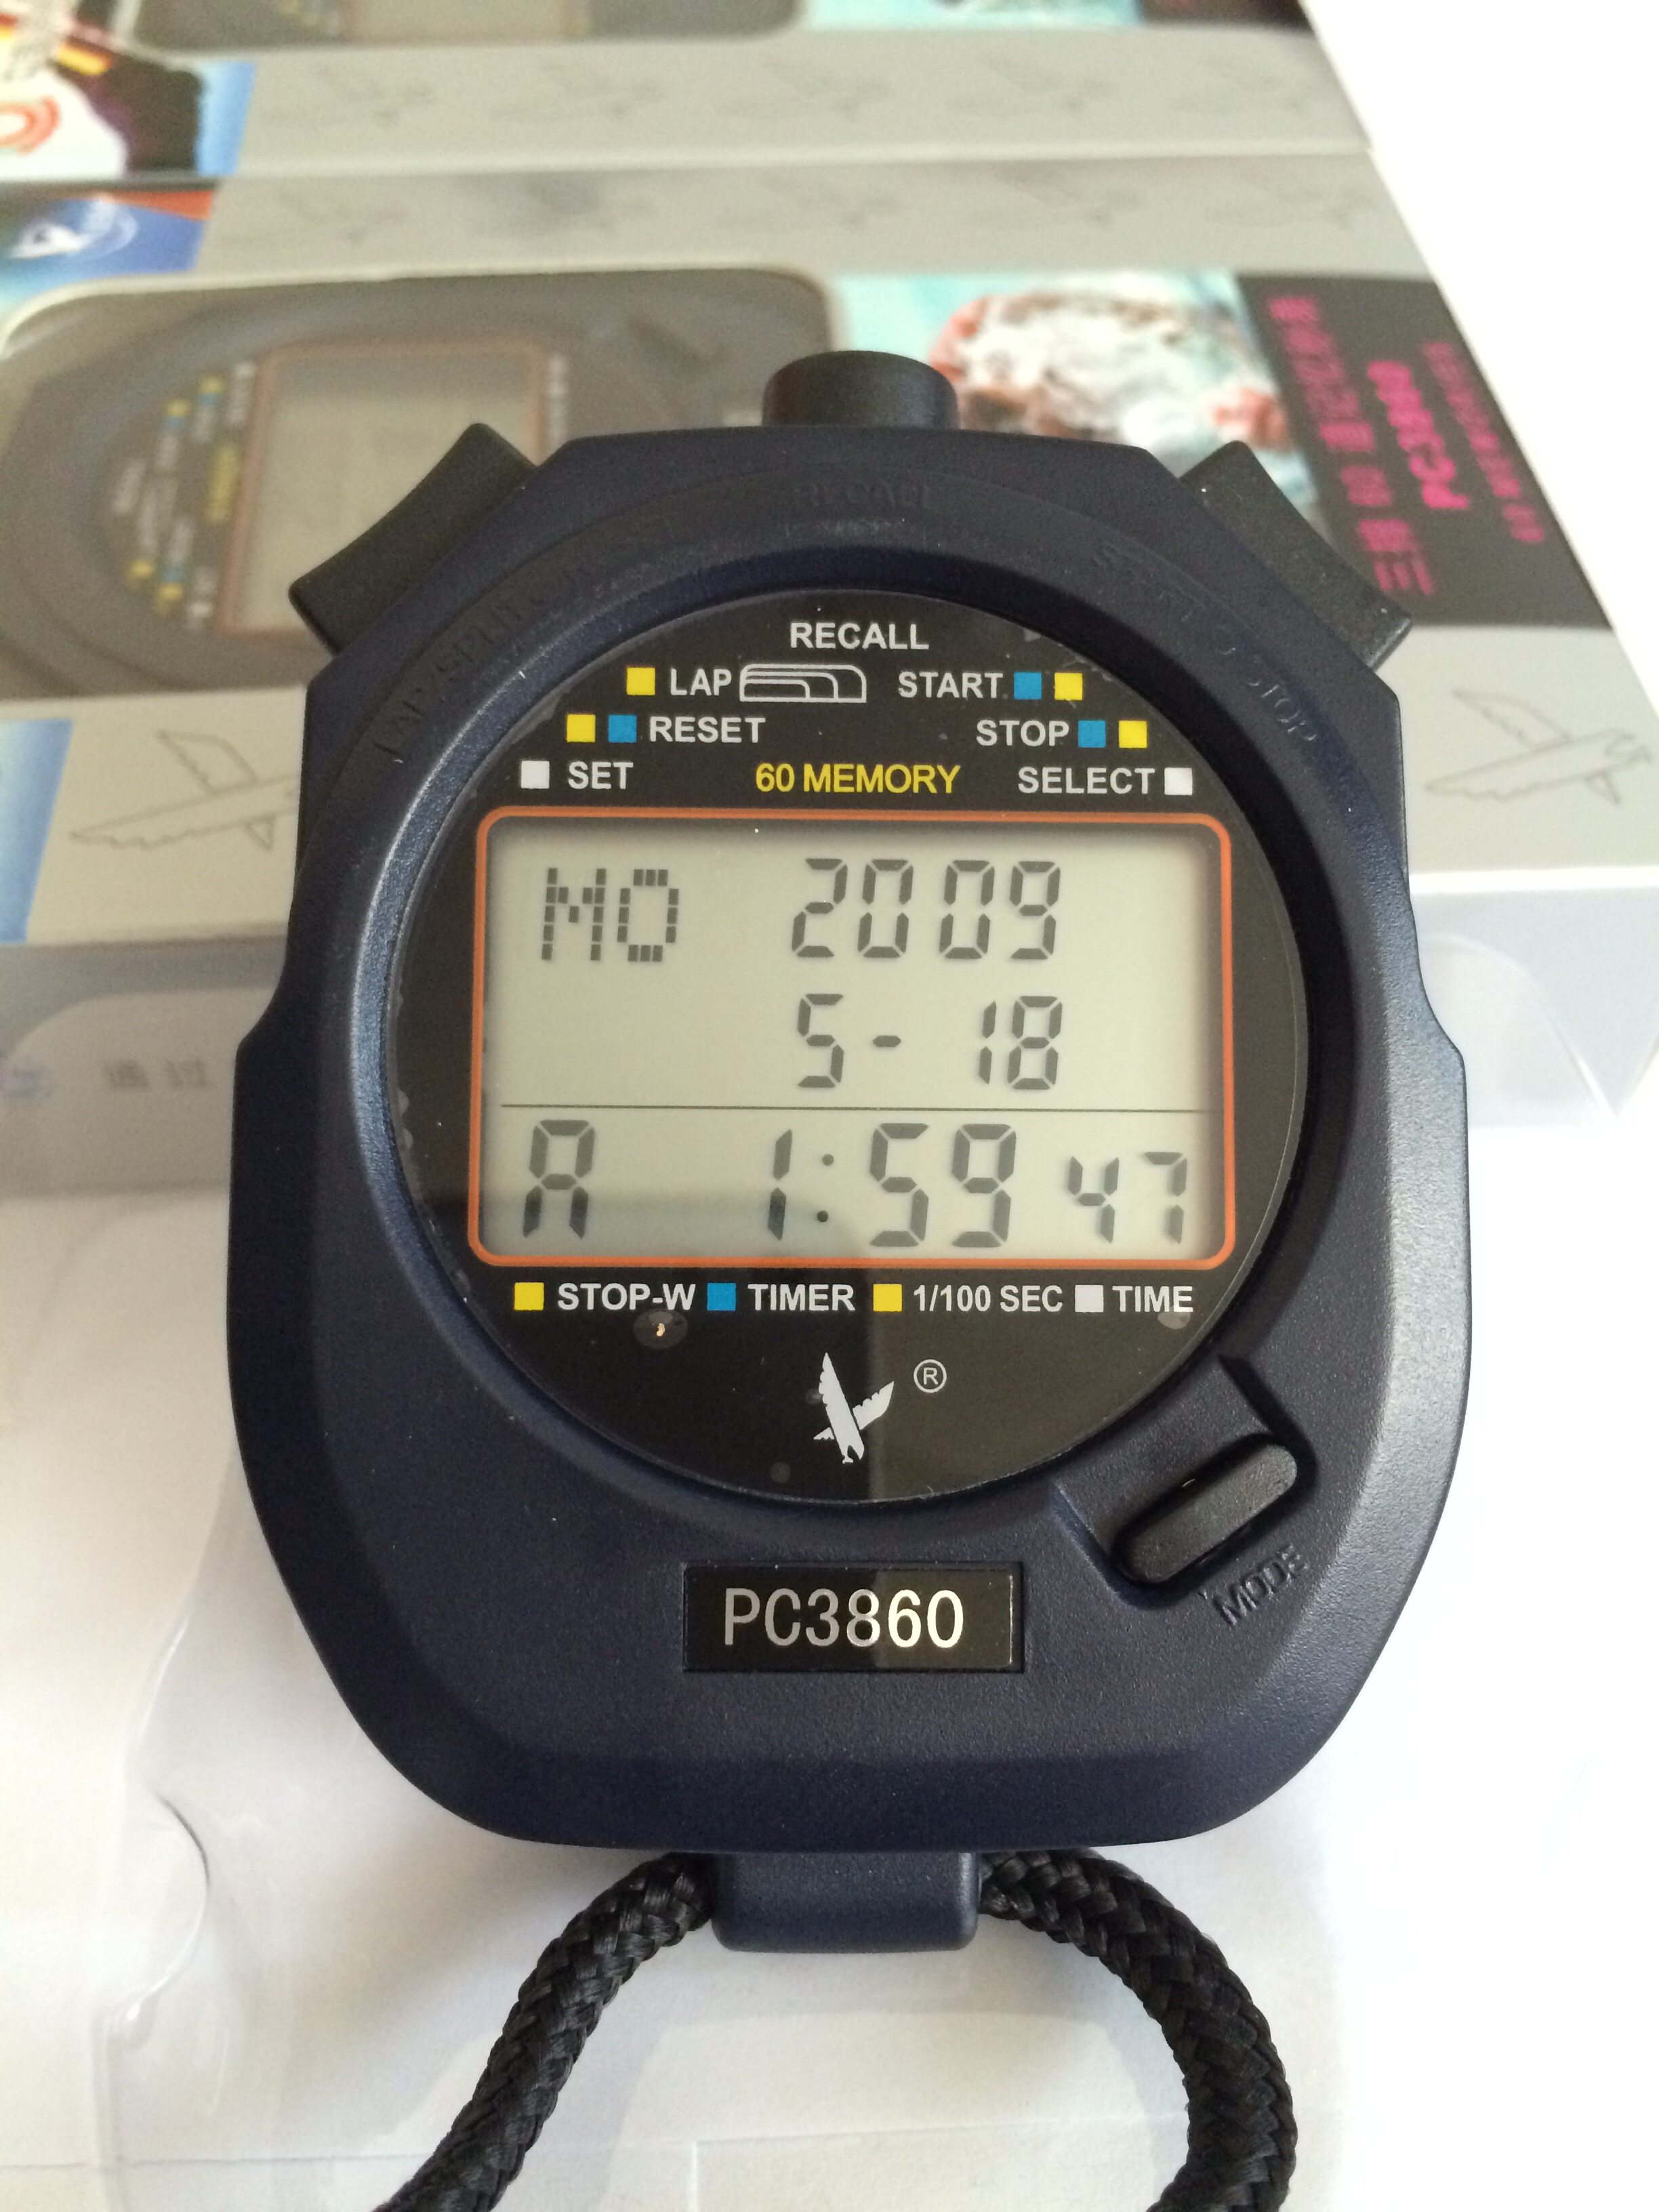 PC3860
RECALL
LAP START
RESET STOP
SET 60 MEMORY SELECT
MO 2009
5- 18
A 1:59 47
STOP-W TIMER 1/100 SEC TIME
®
PC3860
MODE